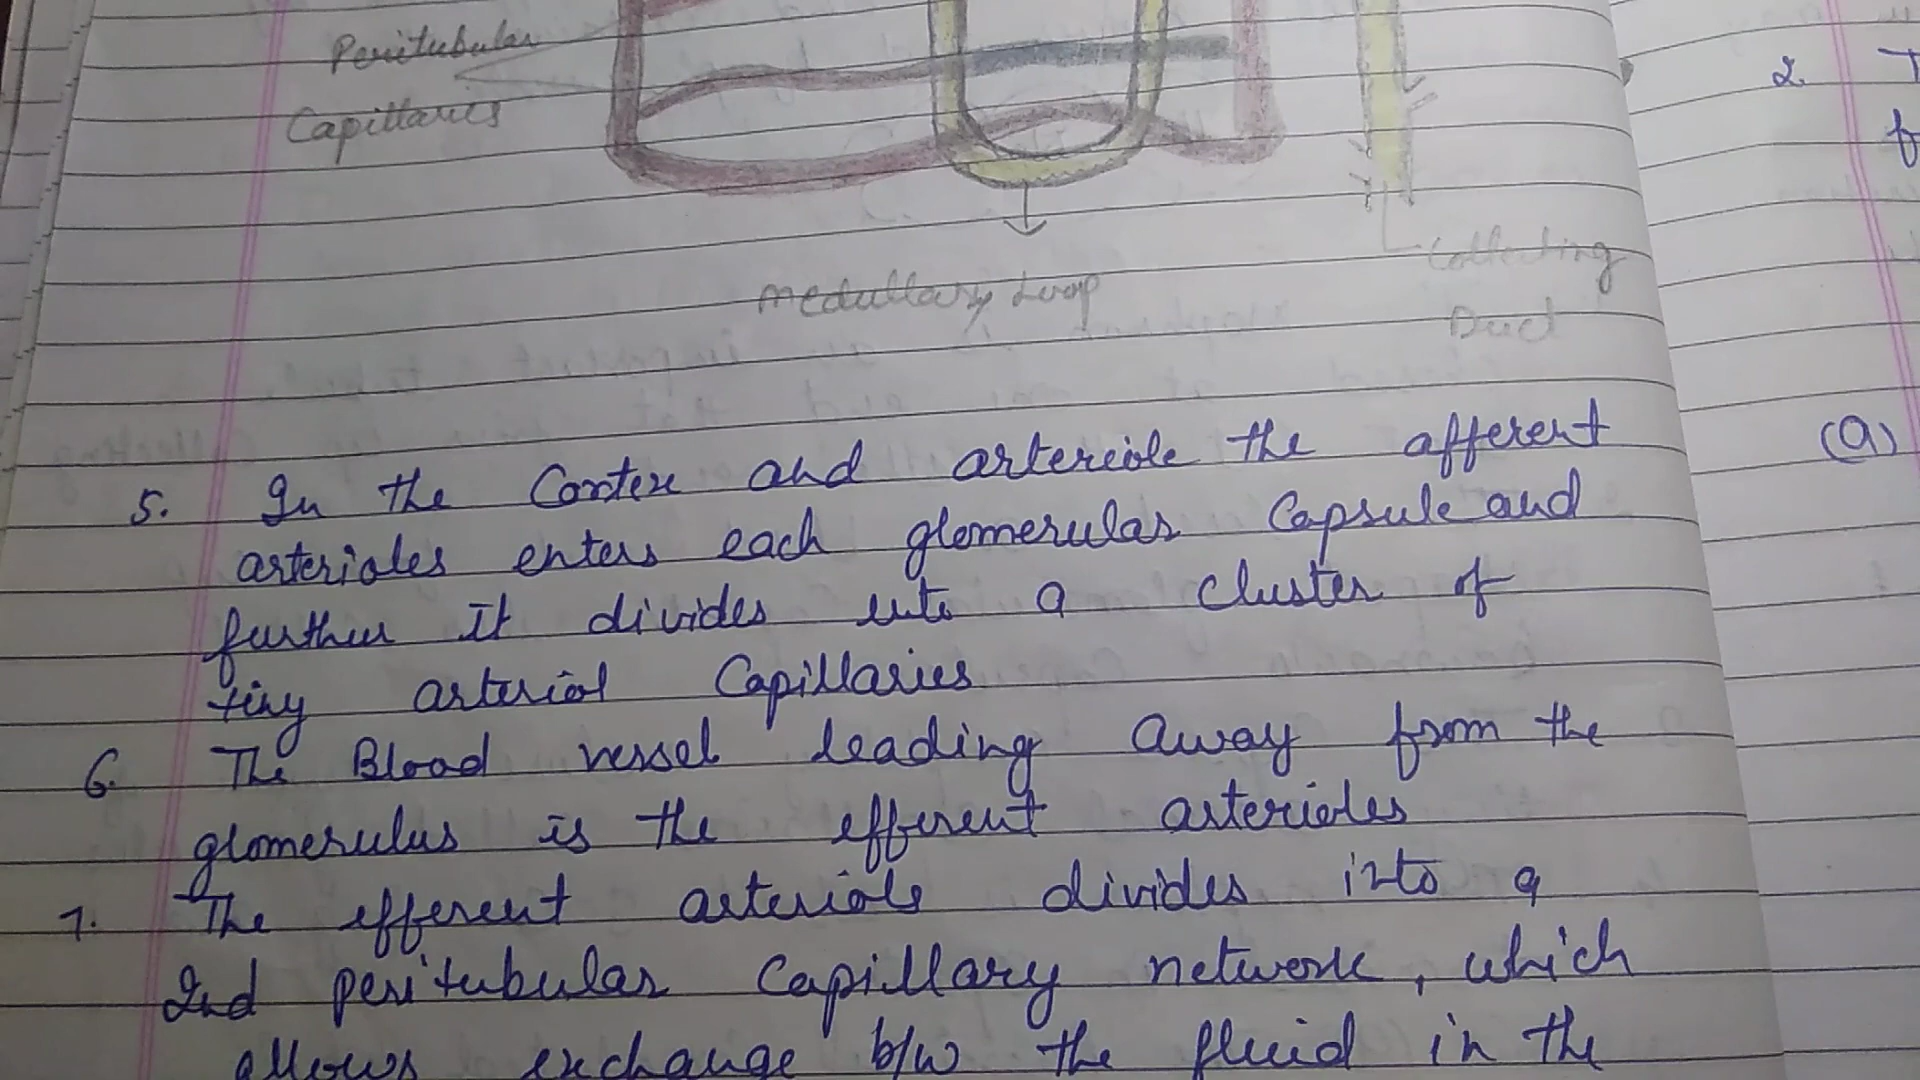 Peritubular
Capillaries
Medullary Loop
Collecting
Duct
5. In the Cortex and artereiole the afferent
arterioles enters each glomerular Capsule and
further It divides into a cluster of
tiny arterial Capillaries
6. The Blood vessel leading away from the
glomerulus is the efferent arterioles
7. The efferent arteriole divides into a
2nd peritubular Capillary network, which
allows exchange b/w the fluid in the
2.
(a)